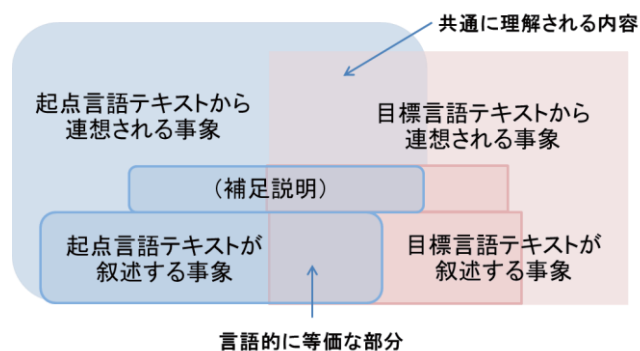 共通に理解される内容
起点言語テキストから
連想される事象
目標言語テキストから
連想される事象
（補足説明）
起点言語テキストが
叙述する事象
目標言語テキストが
叙述する事象
言語的に等価な部分